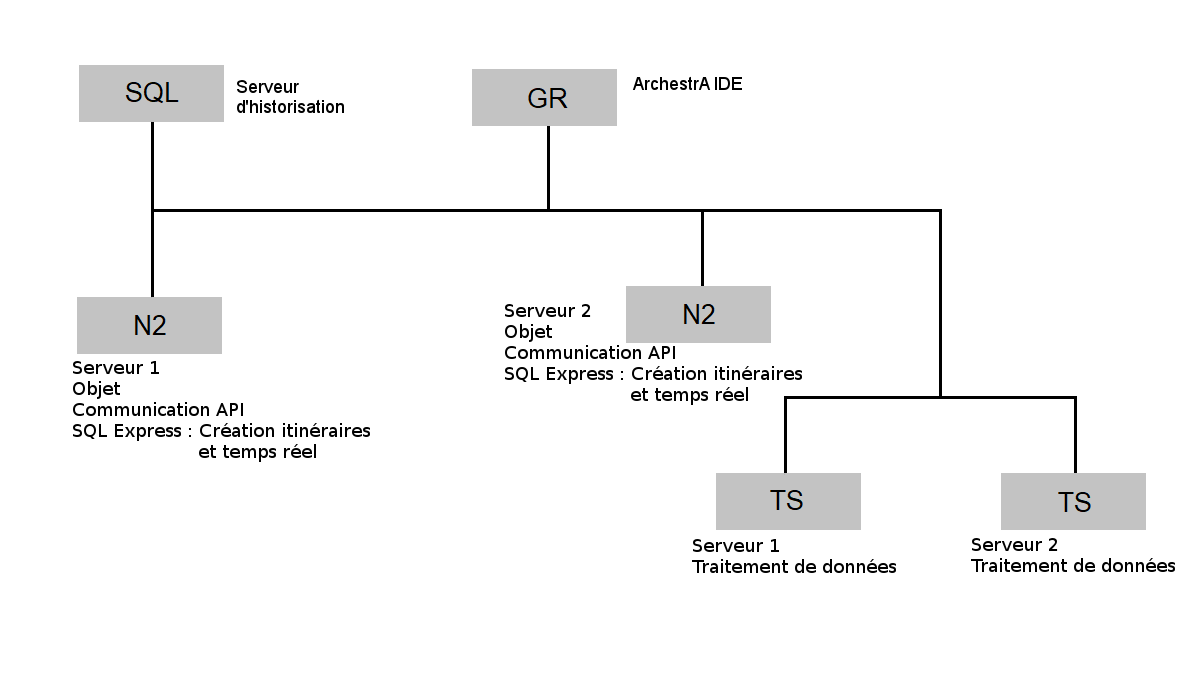 SQL
Serveur
d'historisation
GR
ArchestrA IDE
N2
Serveur 1
Objet
Communication API
SQL Express : Création itinéraires
et temps réel
N2
Serveur 2
Objet
Communication API
SQL Express : Création itinéraires
et temps réel
TS
Serveur 1
Traitement de données
TS
Serveur 2
Traitement de données